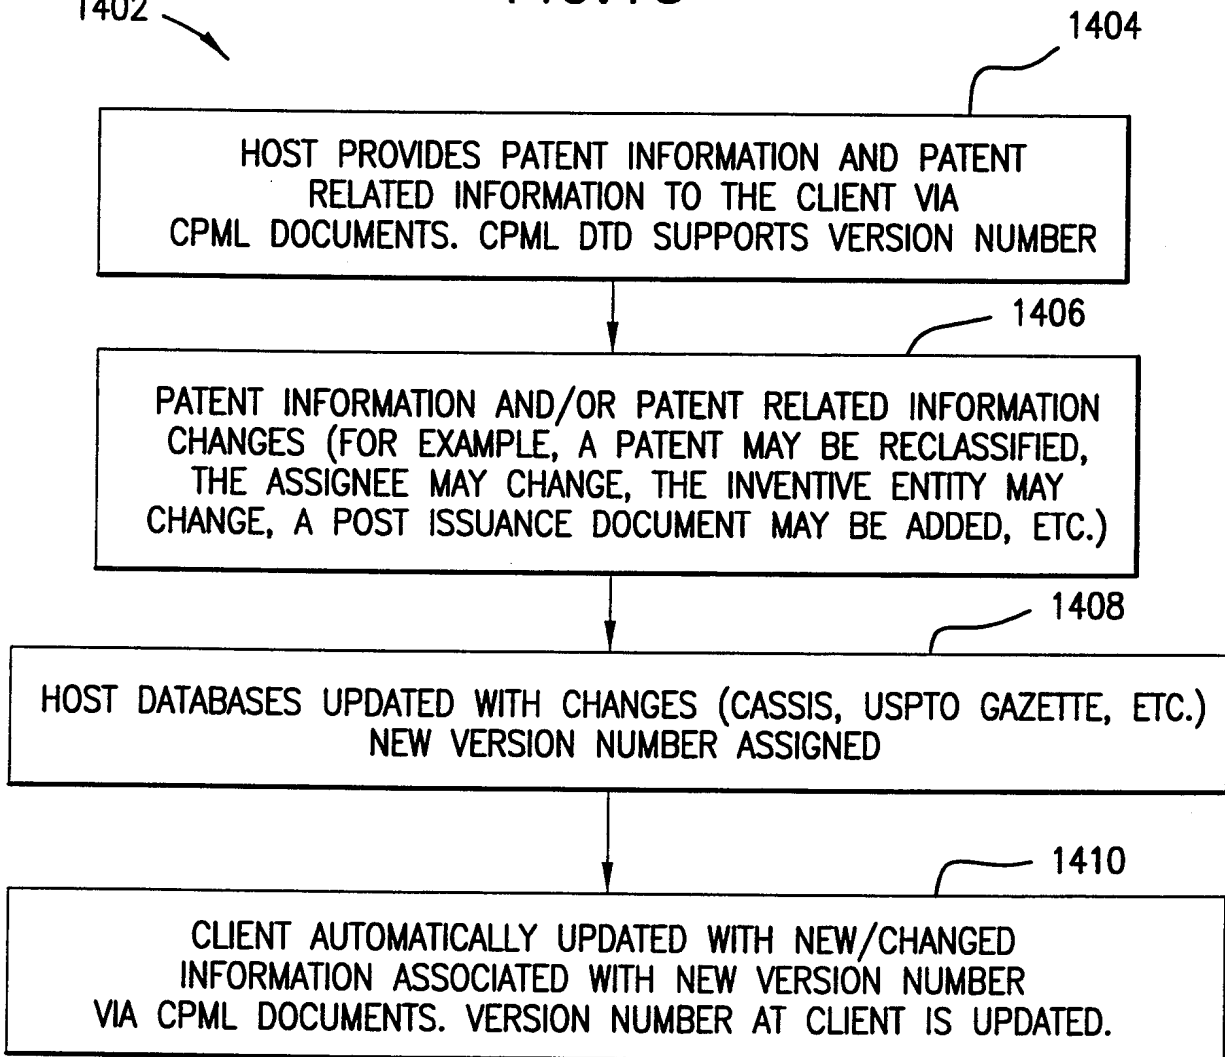 1402
1404
HOST PROVIDES PATENT INFORMATION AND PATENT
RELATED INFORMATION TO THE CLIENT VIA
CPML DOCUMENTS. CPML DTD SUPPORTS VERSION NUMBER
1406
PATENT INFORMATION AND/OR PATENT RELATED INFORMATION
CHANGES (FOR EXAMPLE, A PATENT MAY BE RECLASSIFIED,
THE ASSIGNEE MAY CHANGE, THE INVENTIVE ENTITY MAY
CHANGE, A POST ISSUANCE DOCUMENT MAY BE ADDED, ETC.)
1408
HOST DATABASES UPDATED WITH CHANGES (CASSIS, USPTO GAZETTE, ETC.)
NEW VERSION NUMBER ASSIGNED
1410
CLIENT AUTOMATICALLY UPDATED WITH NEW/CHANGED
INFORMATION ASSOCIATED WITH NEW VERSION NUMBER
VIA CPML DOCUMENTS. VERSION NUMBER AT CLIENT IS UPDATED.